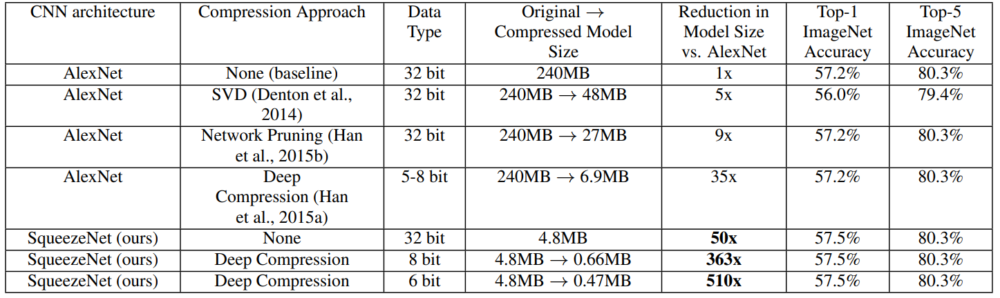 CNN architecture Compression Approach Data Type Original → Compressed Model Size Reduction in Model Size vs. AlexNet Top-1 ImageNet Accuracy Top-5 ImageNet Accuracy
AlexNet None (baseline) 32 bit 240MB 1x 57.2% 80.3%
AlexNet SVD (Denton et al., 2014) 32 bit 240MB → 48MB 5x 56.0% 79.4%
AlexNet Network Pruning (Han et al., 2015b) 32 bit 240MB → 27MB 9x 57.2% 80.3%
AlexNet Deep Compression (Han et al., 2015a) 5-8 bit 240MB → 6.9MB 35x 57.2% 80.3%
SqueezeNet (ours) None 32 bit 4.8MB 50x 57.5% 80.3%
SqueezeNet (ours) Deep Compression 8 bit 4.8MB → 0.66MB 363x 57.5% 80.3%
SqueezeNet (ours) Deep Compression 6 bit 4.8MB → 0.47MB 510x 57.5% 80.3%